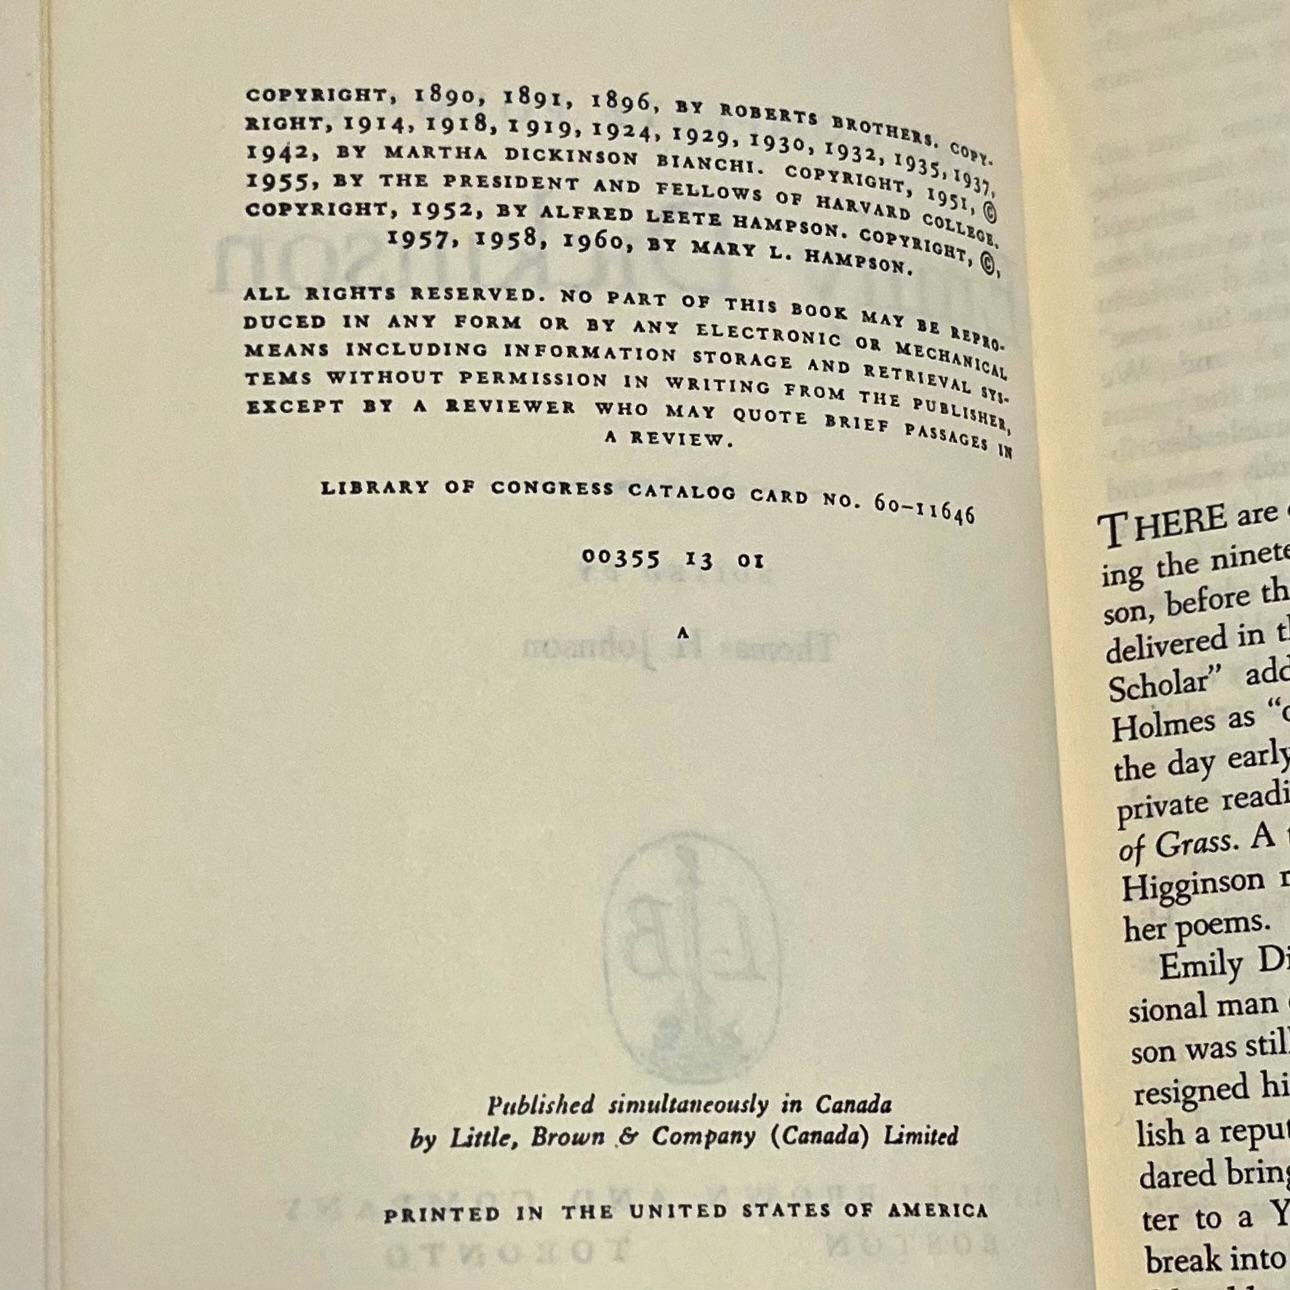 COPYRIGHT, 1890, 1891, 1896, BY ROBERTS BROTHERS. COPY-
RIGHT, 1914, 1918, 1919, 1924, 1929, 1930, 1932, 1935, 1937,
1942, BY MARTHA DICKINSON BIANCHI. COPYRIGHT, 1951, ©
1955, BY THE PRESIDENT AND FELLOWS OF HARVARD COLLEGE.
COPYRIGHT, 1952, BY ALFRED LEETE HAMPSON. COPYRIGHT, ©,
1957, 1958, 1960, BY MARY L. HAMPSON.
ALL RIGHTS RESERVED. NO PART OF THIS BOOK MAY BE REPRO-
DUCED IN ANY FORM OR BY ANY ELECTRONIC OR MECHANICAL
MEANS INCLUDING INFORMATION STORAGE AND RETRIEVAL SYS-
TEMS WITHOUT PERMISSION IN WRITING FROM THE PUBLISHER,
EXCEPT BY A REVIEWER WHO MAY QUOTE BRIEF PASSAGES IN
A REVIEW.
LIBRARY OF CONGRESS CATALOG CARD NO. 60-11646
00355 13 01
A
Thomas H. Johnson
LB
Published simultaneously in Canada
by Little, Brown & Company (Canada) Limited
PRINTED IN THE UNITED STATES OF AMERICA
BOSTON TORONTO
THERE are
ing the ninete
son, before th
delivered in t
Scholar" add
Holmes as "
the day early
private readi
of Grass. A
Higginson
her poems.
Emily Di
sional man
son was still
resigned hi
lish a reput
dared bring
ter to a Y
break into